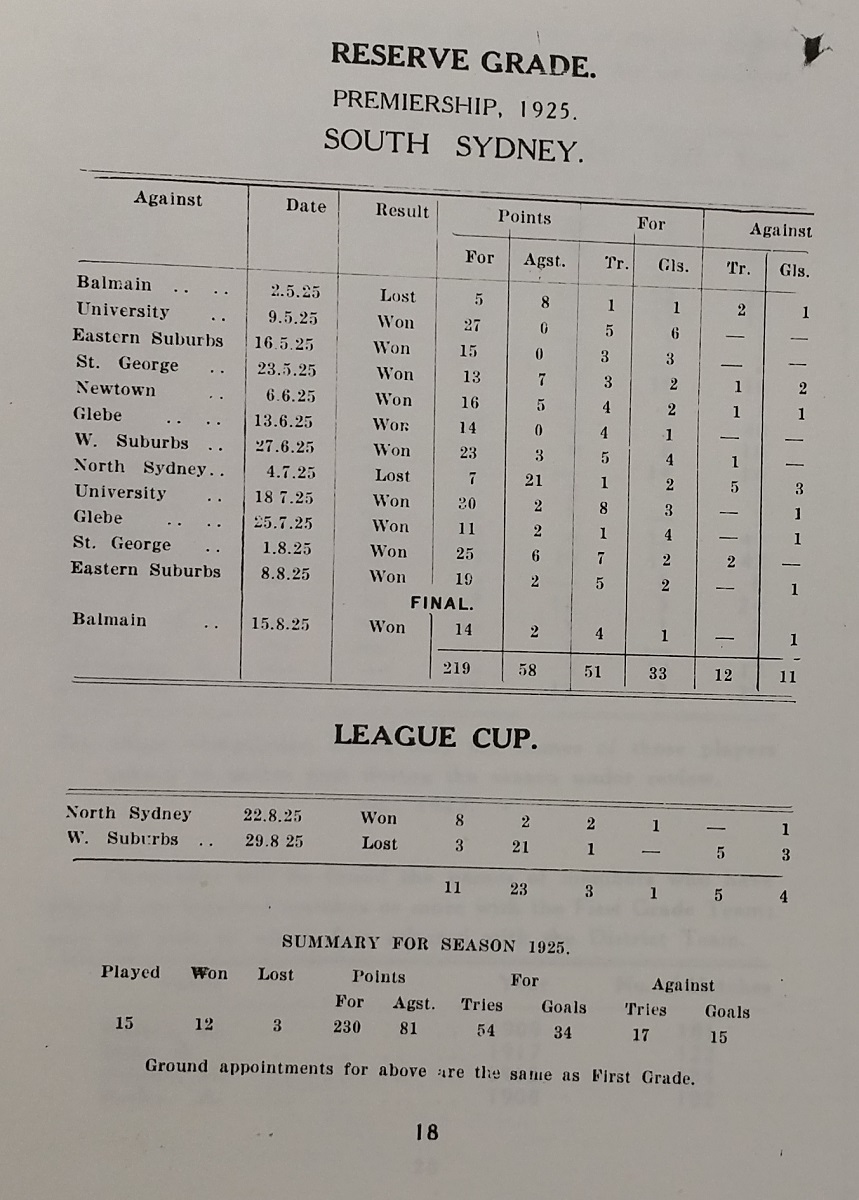 RESERVE GRADE.
PREMIERSHIP, 1925.
SOUTH SYDNEY.
Against Date Result Points For Against
For Agst. Tr. Gls. Tr. Gls.
Balmain .. .. 2.5.25 Lost 5 8 1 1 2 1
University .. 9.5.25 Won 27 0 5 6 — —
Eastern Suburbs 16.5.25 Won 15 0 3 3 — —
St. George .. 23.5.25 Won 13 7 3 2 1 2
Newtown .. 6.6.25 Won 16 5 4 2 1 1
Glebe .. .. 13.6.25 Won 14 0 4 1 — —
W. Suburbs .. 27.6.25 Won 23 3 5 4 1 —
North Sydney.. 4.7.25 Lost 7 21 1 2 5 3
University .. 18 7.25 Won 30 2 8 3 — 1
Glebe .. .. 25.7.25 Won 11 2 1 4 — 1
St. George .. 1.8.25 Won 25 6 7 2 2 —
Eastern Suburbs 8.8.25 Won 19 2 5 2 — 1
FINAL.
Balmain .. 15.8.25 Won 14 2 4 1 — 1
219 58 51 33 12 11
LEAGUE CUP.
North Sydney 22.8.25 Won 8 2 2 1 — 1
W. Suburbs .. 29.8 25 Lost 3 21 1 — 5 3
11 23 3 1 5 4
SUMMARY FOR SEASON 1925.
Played Won Lost Points For Against
For Agst. Tries Goals Tries Goals
15 12 3 230 81 54 34 17 15
Ground appointments for above are the same as First Grade.
18